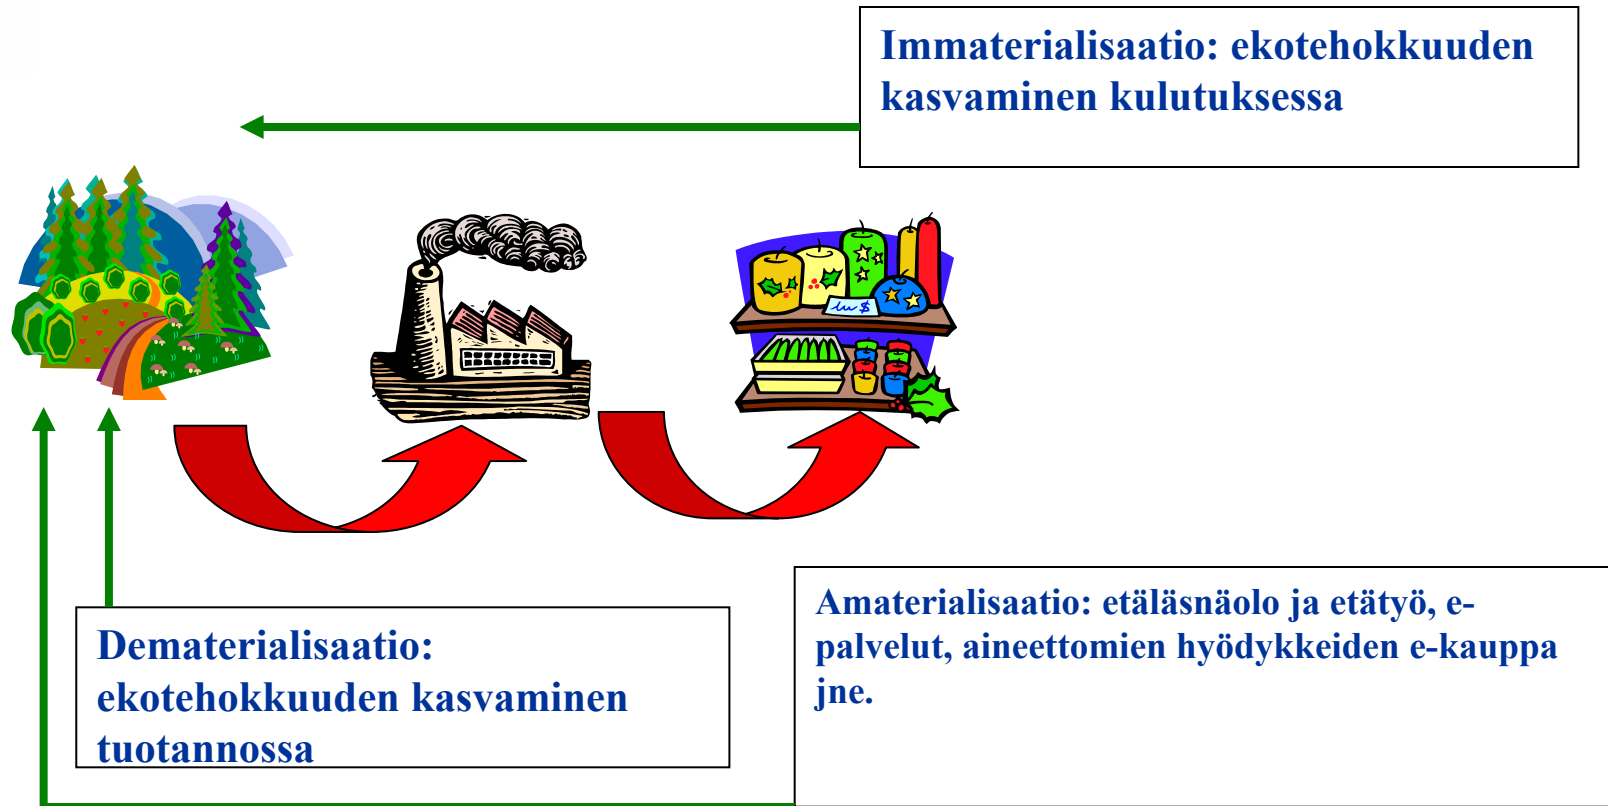 Immaterialisaatio: ekotehokkuuden
kasvaminen kulutuksessa
Dematerialisaatio:
ekotehokkuuden kasvaminen
tuotannossa
Amaterialisaatio: etäläsnäolo ja etätyö, e-
palvelut, aineettomien hyödykkeiden e-kauppa
jne.